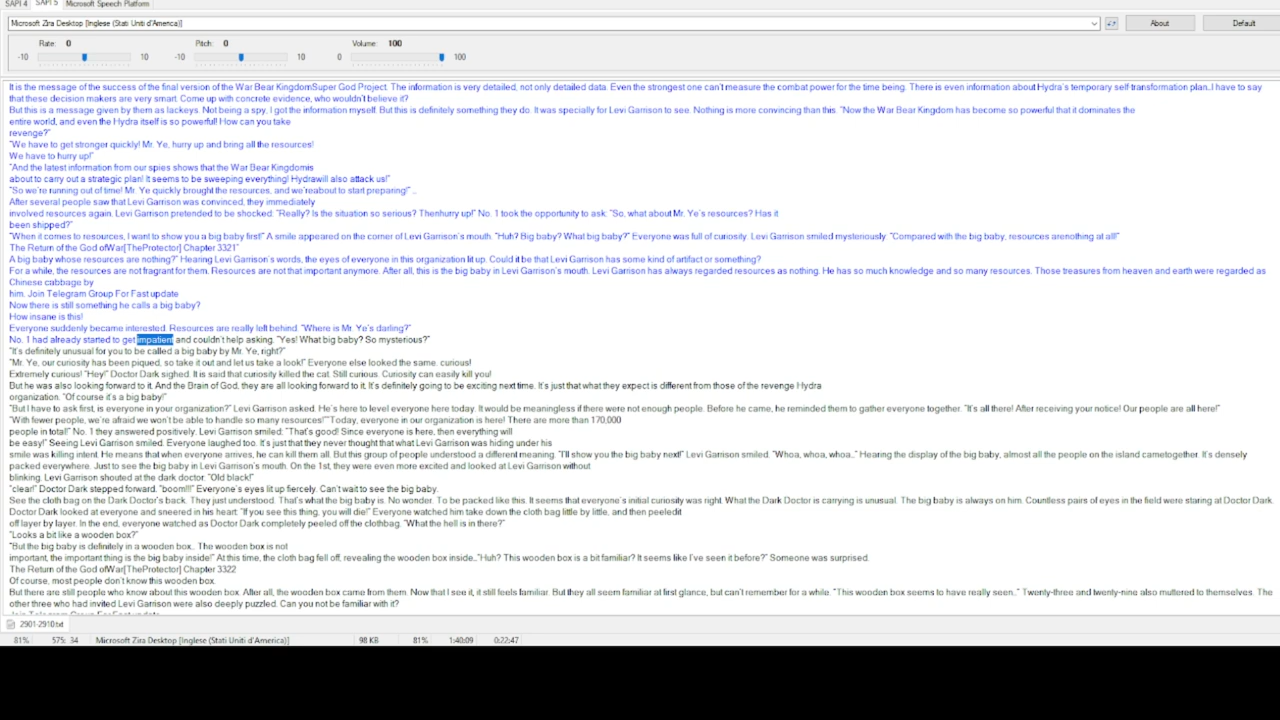 SAPI 4 SAPI 5 Microsoft Speech Platform
Microsoft Zira Desktop [Inglese (Stati Uniti d'America)]
About
Default
Rate: 0 Pitch: 0 Volume: 100
-10 10 -10 10 0 100
It is the message of the success of the final version of the War Bear KingdomSuper God Project. The information is very detailed, not only detailed data. Even the strongest one can't measure the combat power for the time being. There is even information about Hydra's temporary self-transformation plan..I have to say
that these decision makers are very smart. Come up with concrete evidence, who wouldn't believe it?
But this is a message given by them as lackeys. Not being a spy, I got the information myself. But this is definitely something they do. It was specially for Levi Garrison to see. Nothing is more convincing than this. "Now the War Bear Kingdom has become so powerful that it dominates the
entire world, and even the Hydra itself is so powerful! How can you take
revenge?"
"We have to get stronger quickly! Mr. Ye, hurry up and bring all the resources!
We have to hurry up!"
"And the latest information from our spies shows that the War Bear Kingdomis
about to carry out a strategic plan! It seems to be sweeping everything! Hydrawill also attack us!"
"So we're running out of time! Mr. Ye quickly brought the resources, and we'reabout to start preparing!" ..
After several people saw that Levi Garrison was convinced, they immediately
involved resources again. Levi Garrison pretended to be shocked: "Really? Is the situation so serious? Thenhurry up!" No. 1 took the opportunity to ask: "So, what about Mr. Ye's resources? Has it
been shipped?"
"When it comes to resources, I want to show you a big baby first!" A smile appeared on the corner of Levi Garrison's mouth. "Huh? Big baby? What big baby?" Everyone was full of curiosity. Levi Garrison smiled mysteriously: "Compared with the big baby, resources arenothing at all!"
The Return of the God ofWar[TheProtector] Chapter 3321"
A big baby whose resources are nothing?" Hearing Levi Garrison's words, the eyes of everyone in this organization lit up. Could it be that Levi Garrison has some kind of artifact or something?
For a while, the resources are not fragrant for them. Resources are not that important anymore. After all, this is the big baby in Levi Garrison's mouth. Levi Garrison has always regarded resources as nothing. He has so much knowledge and so many resources. Those treasures from heaven and earth were regarded as
Chinese cabbage by
him. Join Telegram Group For Fast update
Now there is still something he calls a big baby?
How insane is this!
Everyone suddenly became interested. Resources are really left behind. "Where is Mr. Ye's darling?"
No. 1 had already started to get impatient and couldn't help asking. "Yes! What big baby? So mysterious?"
"It's definitely unusual for you to be called a big baby by Mr. Ye, right?"
"Mr. Ye, our curiosity has been piqued, so take it out and let us take a look!" Everyone else looked the same. curious!
Extremely curious! "Hey!" Doctor Dark sighed. It is said that curiosity killed the cat. Still curious. Curiosity can easily kill you!
But he was also looking forward to it. And the Brain of God, they are all looking forward to it. It's definitely going to be exciting next time. It's just that what they expect is different from those of the revenge Hydra
organization. "Of course it's a big baby!"
"But I have to ask first, is everyone in your organization?" Levi Garrison asked. He's here to level everyone here today. It would be meaningless if there were not enough people. Before he came, he reminded them to gather everyone together. "It's all there! After receiving your notice! Our people are all here!"
"With fewer people, we're afraid we won't be able to handle so many resources!""Today, everyone in our organization is here! There are more than 170,000
people in total!" No. 1 they answered positively. Levi Garrison smiled: "That's good! Since everyone is here, then everything will
be easy!" Seeing Levi Garrison smiled. Everyone laughed too. It's just that they never thought that what Levi Garrison was hiding under his
smile was killing intent. He means that when everyone arrives, he can kill them all. But this group of people understood a different meaning. "I'll show you the big baby next!" Levi Garrison smiled. "Whoa, whoa, whoa.." Hearing the display of the big baby, almost all the people on the island cametogether. It's densely
packed everywhere. Just to see the big baby in Levi Garrison's mouth. On the 1st, they were even more excited and looked at Levi Garrison without
blinking. Levi Garrison shouted at the dark doctor: "Old black!"
"clear!" Doctor Dark stepped forward. "boom!!!" Everyone's eyes lit up fiercely. Can't wait to see the big baby.
See the cloth bag on the Dark Doctor's back. They just understood. That's what the big baby is. No wonder. To be packed like this. It seems that everyone's initial curiosity was right. What the Dark Doctor is carrying is unusual. The big baby is always on him. Countless pairs of eyes in the field were staring at Doctor Dark.
Doctor Dark looked at everyone and sneered in his heart: "If you see this thing, you will die!" Everyone watched him take down the cloth bag little by little, and then peeledit
off layer by layer. In the end, everyone watched as Doctor Dark completely peeled off the clothbag. "What the hell is in there?"
"Looks a bit like a wooden box?"
"But the big baby is definitely in a wooden box.. The wooden box is not
important, the important thing is the big baby inside!" At this time, the cloth bag fell off, revealing the wooden box inside.."Huh? This wooden box is a bit familiar? It seems like I've seen it before?" Someone was surprised.
The Return of the God ofWar[TheProtector] Chapter 3322
Of course, most people don't know this wooden box.
But there are still people who know about this wooden box. After all, the wooden box came from them. Now that I see it, it still feels familiar. But they all seem familiar at first glance, but can't remember for a while. "This wooden box seems to have really seen.." Twenty-three and twenty-nine also muttered to themselves. The
other three who had invited Levi Garrison were also deeply puzzled. Can you not be familiar with it?
Join Telegram Group For Fast update
2901-2910.txt
81% 575: 34 Microsoft Zira Desktop [Inglese (Stati Uniti d'America)] 98 KB 81% 1:40:09 0:22:47